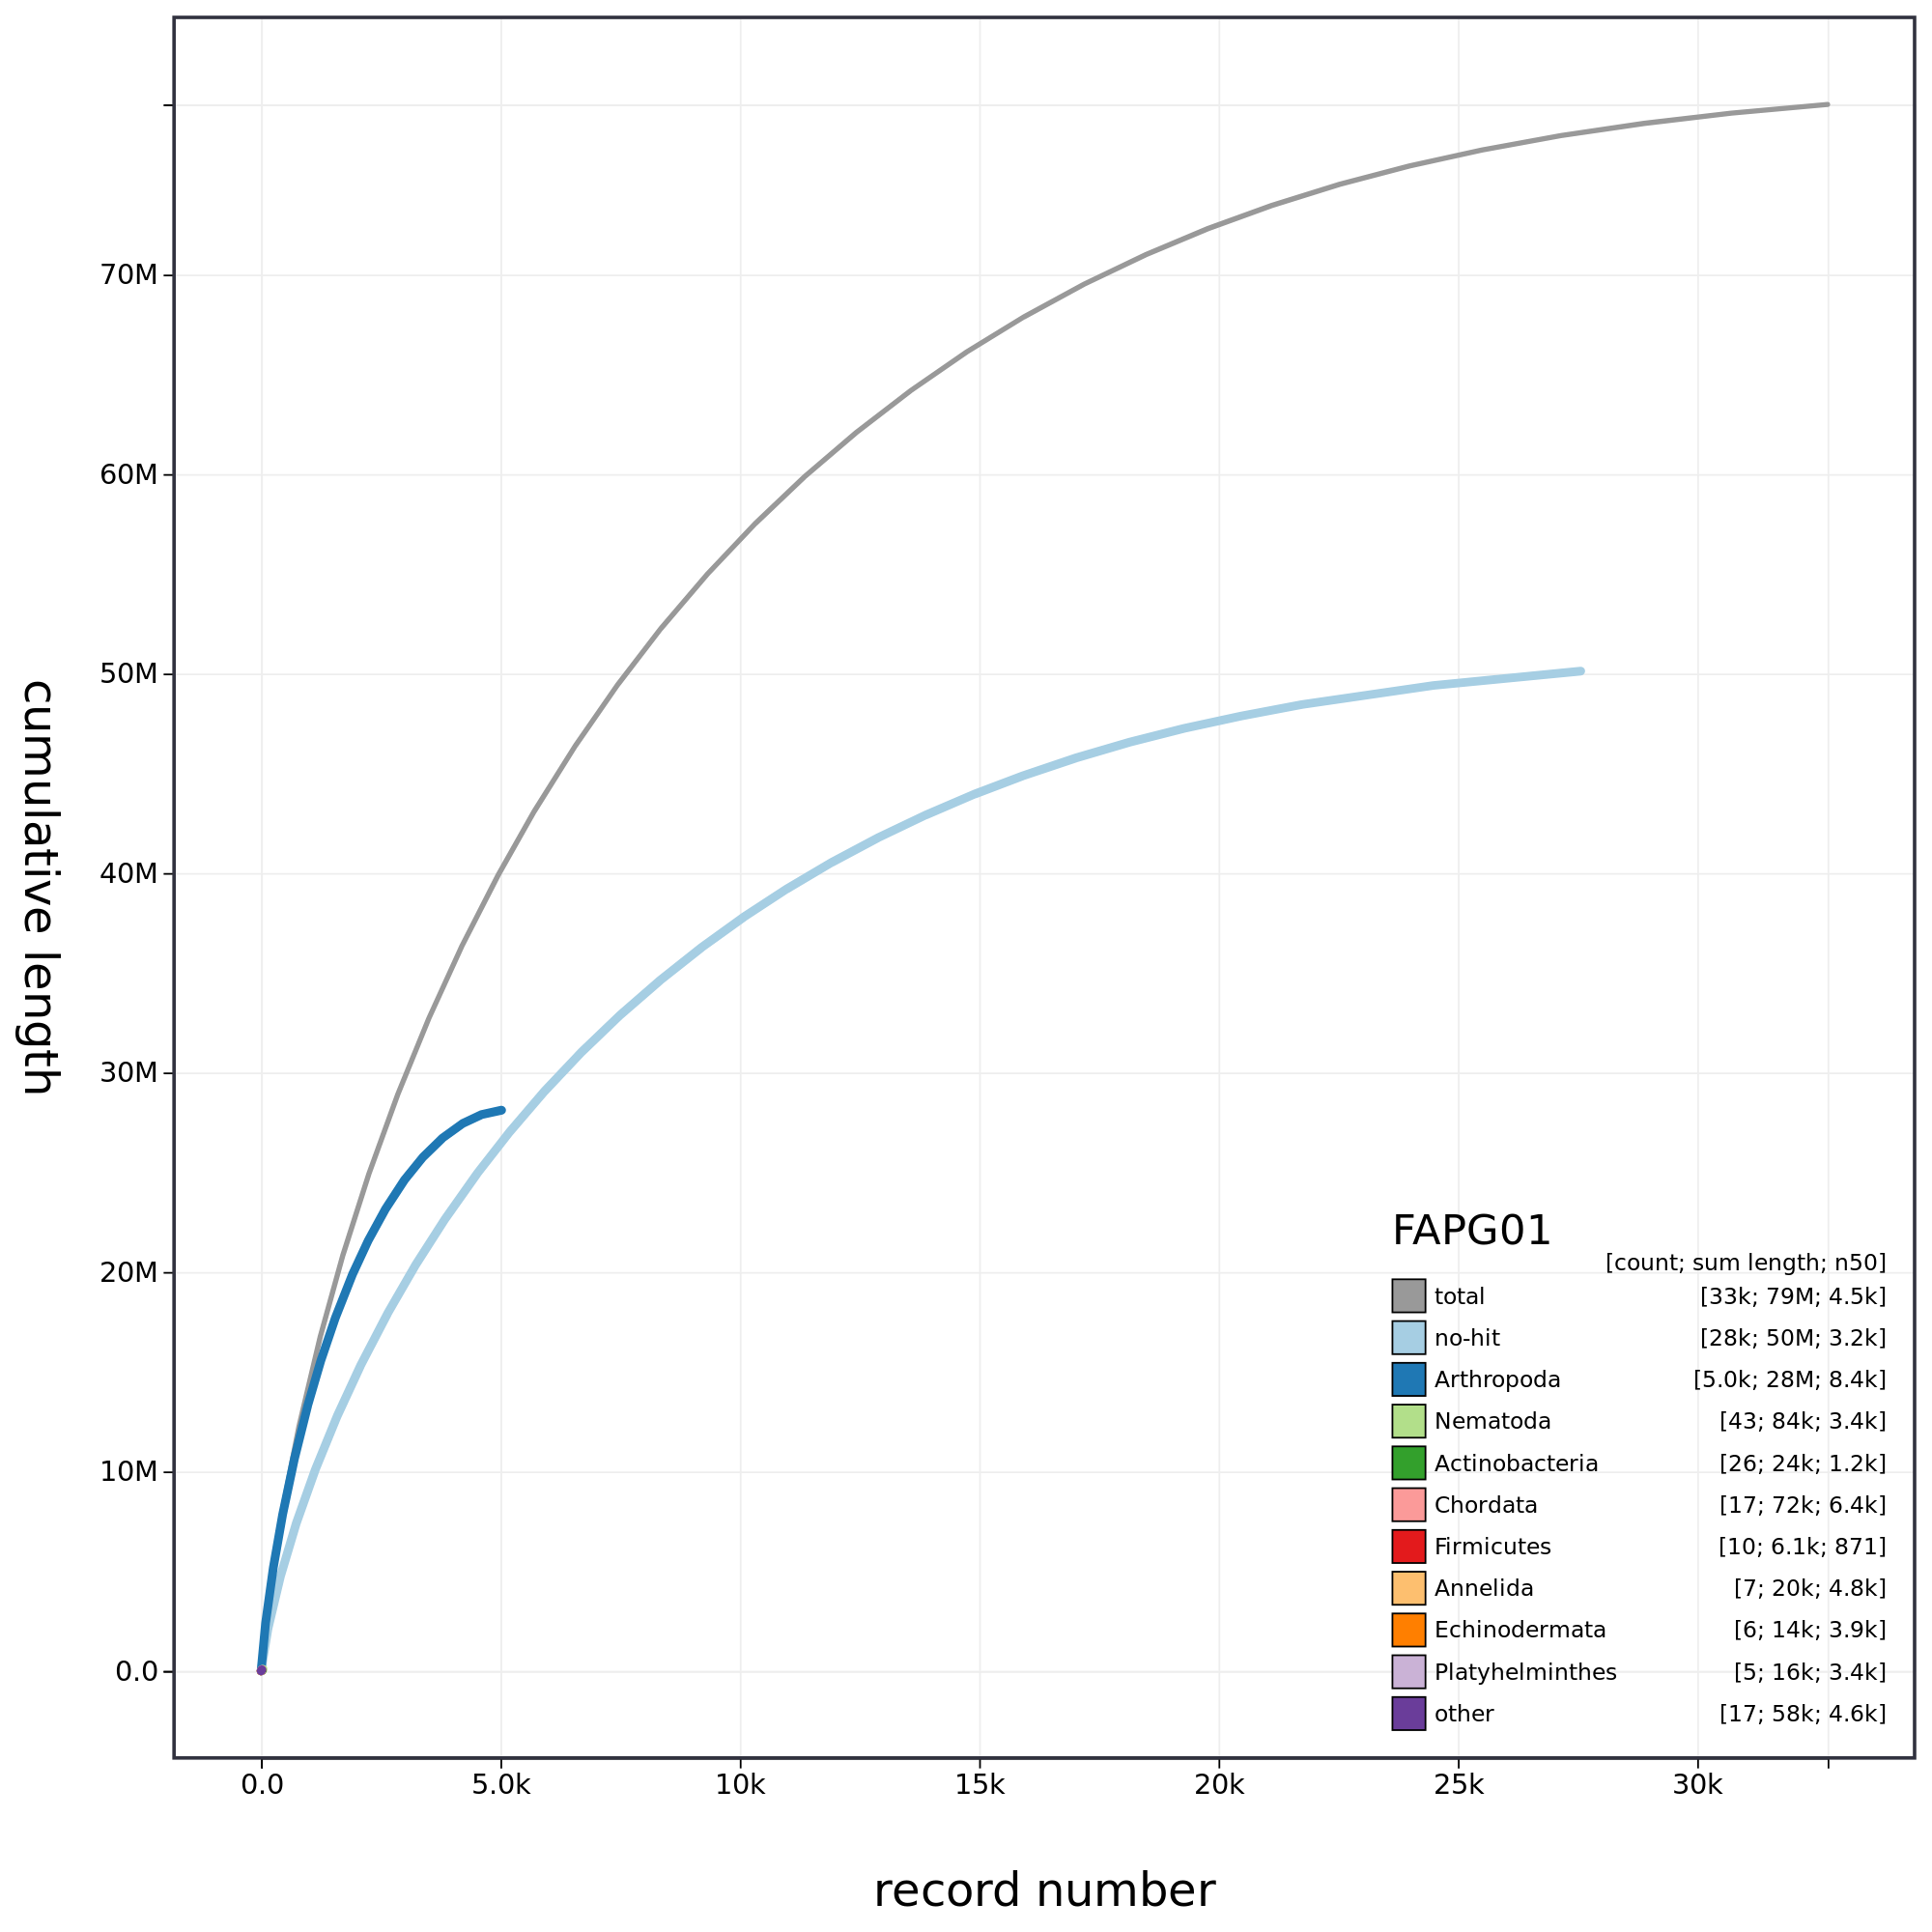 70M
60M
50M
40M
30M
20M
10M
0.0
cumulative length
0.0 5.0k 10k 15k 20k 25k 30k
record number
FAPG01
[count; sum length; n50]
total [33k; 79M; 4.5k]
no-hit [28k; 50M; 3.2k]
Arthropoda [5.0k; 28M; 8.4k]
Nematoda [43; 84k; 3.4k]
Actinobacteria [26; 24k; 1.2k]
Chordata [17; 72k; 6.4k]
Firmicutes [10; 6.1k; 871]
Annelida [7; 20k; 4.8k]
Echinodermata [6; 14k; 3.9k]
Platyhelminthes [5; 16k; 3.4k]
other [17; 58k; 4.6k]